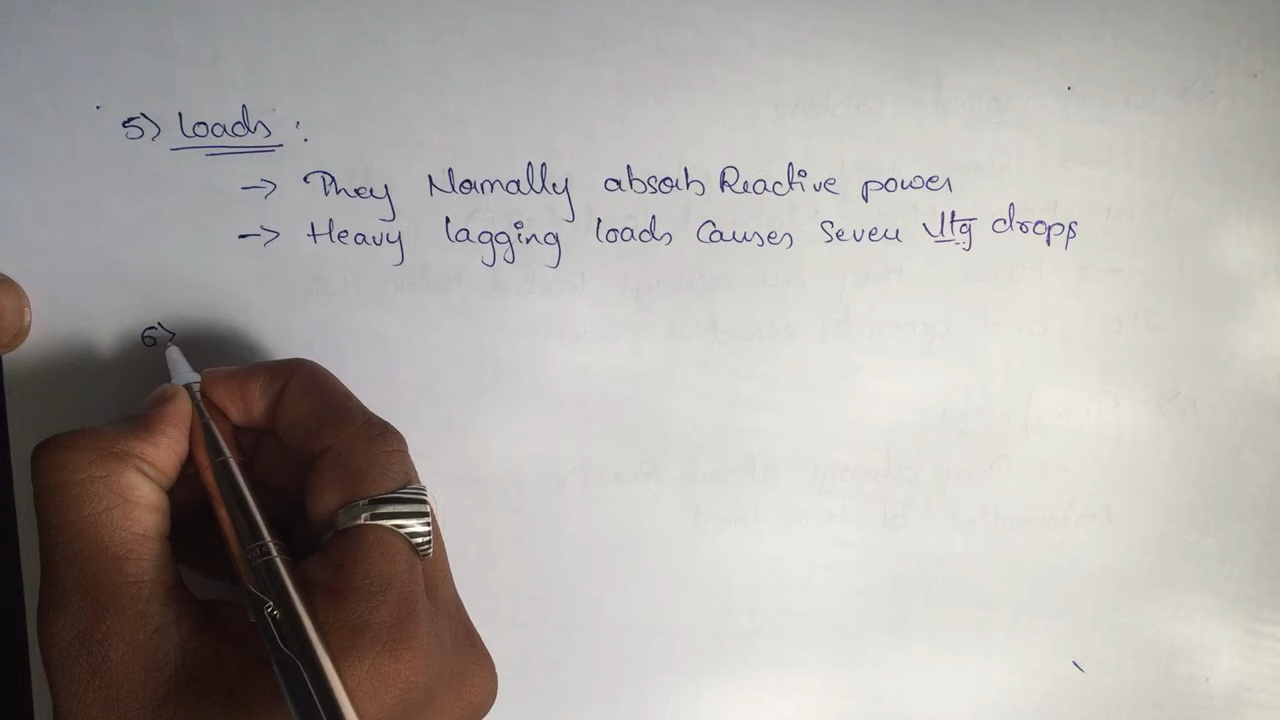 5) Loads :
→ They Normally absorb Reactive power
→ Heavy lagging loads Causes Severe Vtg drops
6)